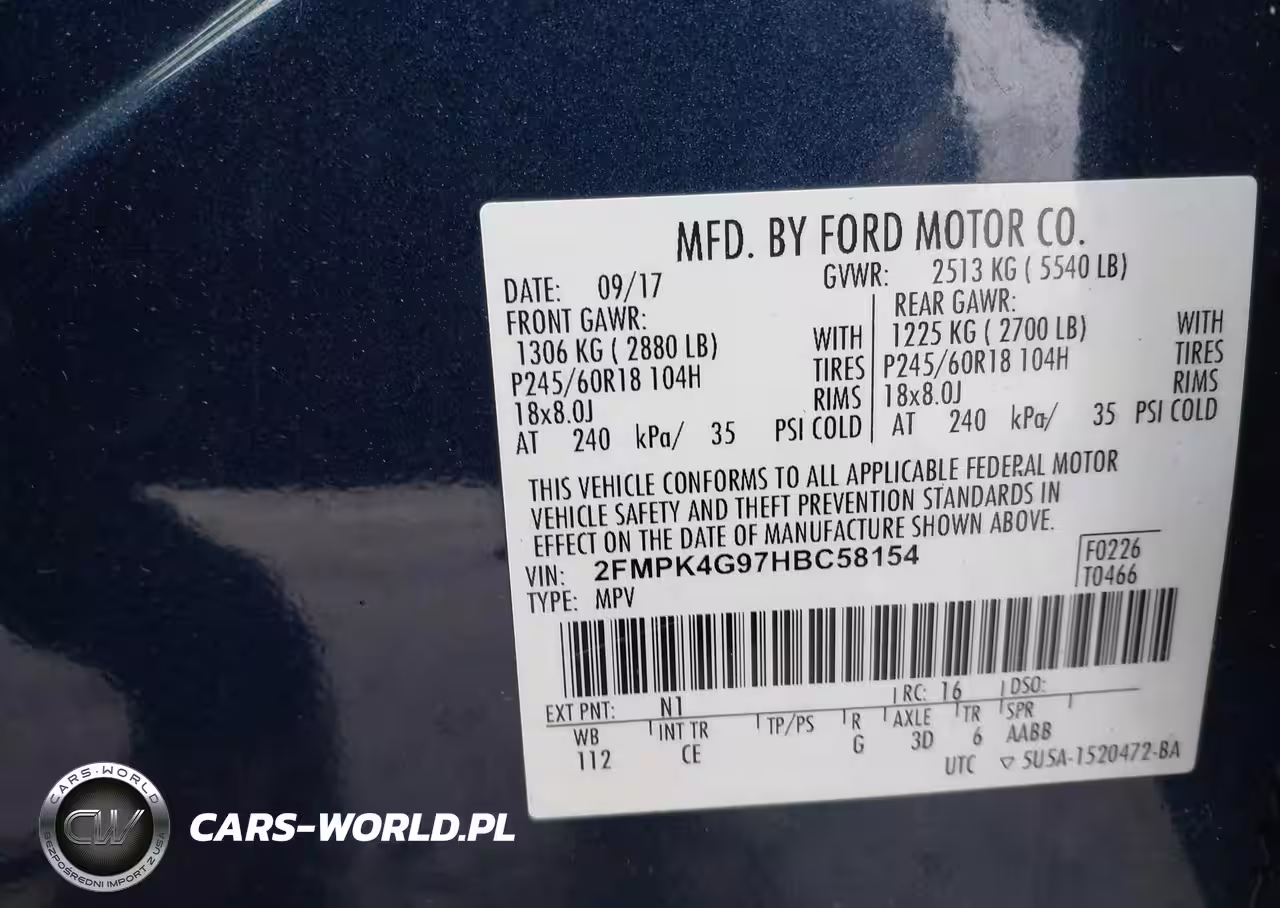 MFD. BY FORD MOTOR CO.
DATE: 09/17 GVWR: 2513 KG ( 5540 LB)
FRONT GAWR: REAR GAWR:
1306 KG ( 2880 LB) WITH 1225 KG ( 2700 LB) WITH
P245/60R18 104H TIRES P245/60R18 104H TIRES
18x8.0J RIMS 18x8.0J RIMS
AT 240 kPa/ 35 PSI COLD AT 240 kPa/ 35 PSI COLD
THIS VEHICLE CONFORMS TO ALL APPLICABLE FEDERAL MOTOR
VEHICLE SAFETY AND THEFT PREVENTION STANDARDS IN
EFFECT ON THE DATE OF MANUFACTURE SHOWN ABOVE.
VIN: 2FMPK4G97HBC58154 F0226
TYPE: MPV T0466
EXT PNT: N1 RC: 16 DSO:
WB INT TR TP/PS R AXLE TR SPR
112 CE G 3D 6 AABB
UTC ▽ 5U5A-1520472-BA
CARS-WORLD
CW
BEZPOŚREDNI IMPORT Z USA
CARS-WORLD.PL